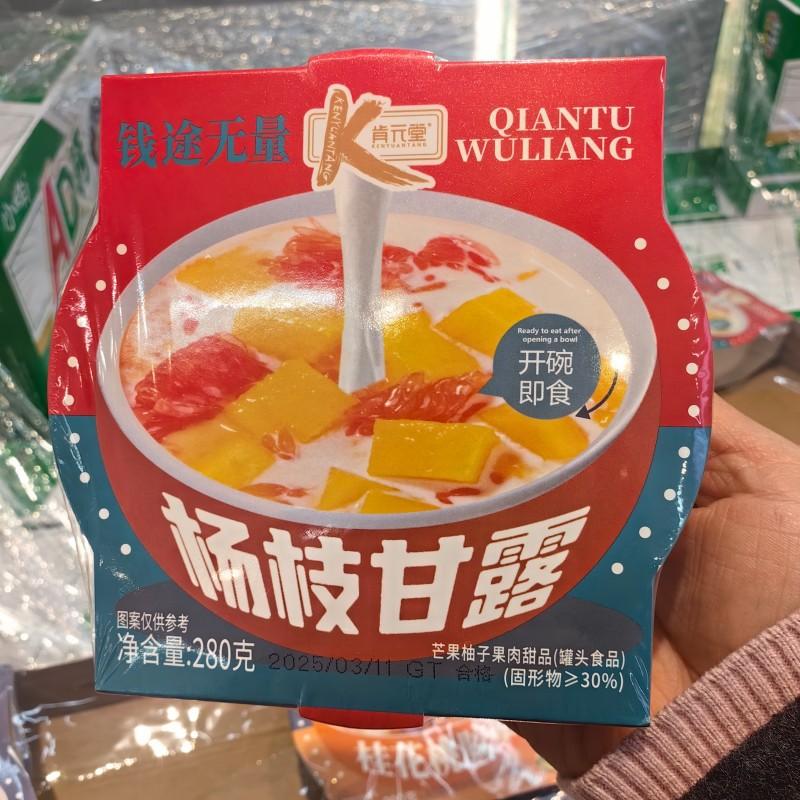 钱途无量
KENYUANTANG
肯元堂®
KENYUANTANG
QIANTU
WULIANG
Ready to eat after
opening a bowl
开碗
即食
杨枝甘露
图案仅供参考
净含量:280克
2025/03/11 GT 合格
芒果柚子果肉甜品(罐头食品)
(固形物≥30%)
桂花